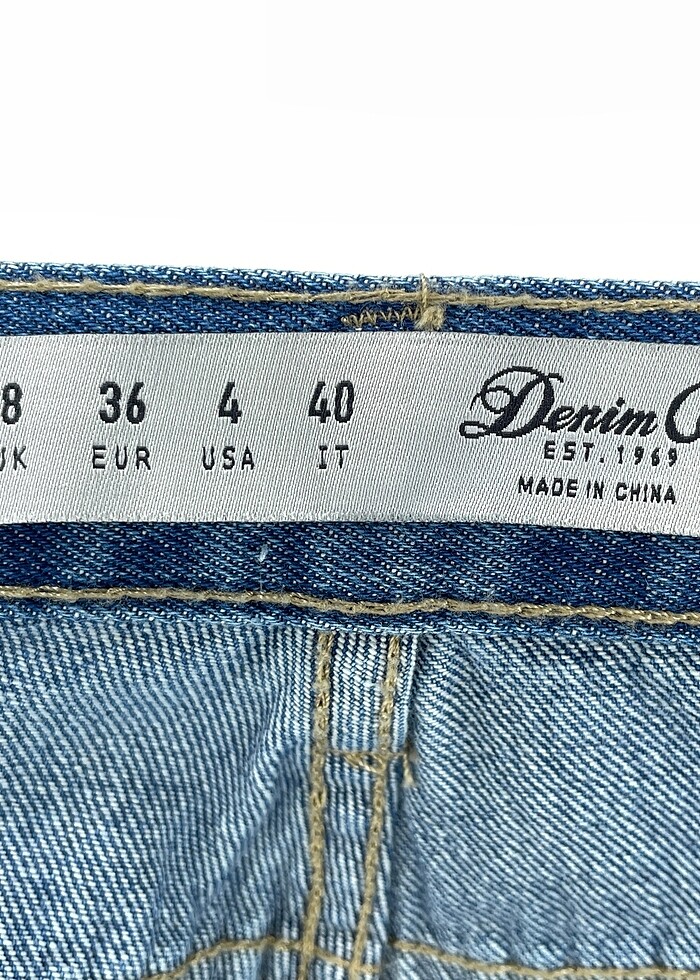 8 36 4 40
UK EUR USA IT
Denim
EST. 1969
MADE IN CHINA